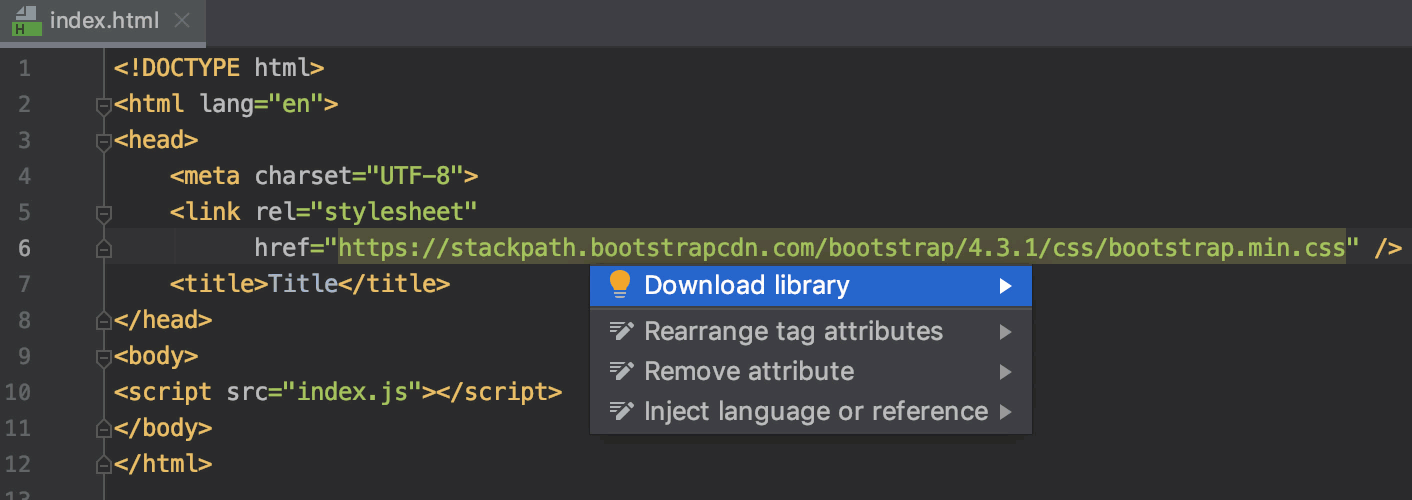 index.html
1 <!DOCTYPE html>
2 <html lang="en">
3 <head>
4 <meta charset="UTF-8">
5 <link rel="stylesheet"
6 href="https://stackpath.bootstrapcdn.com/bootstrap/4.3.1/css/bootstrap.min.css" />
7 <title>Title</title>
Download library
8 </head>
Rearrange tag attributes
9 <body>
Remove attribute
10 <script src="index.js"></script>
Inject language or reference
11 </body>
12 </html>
13